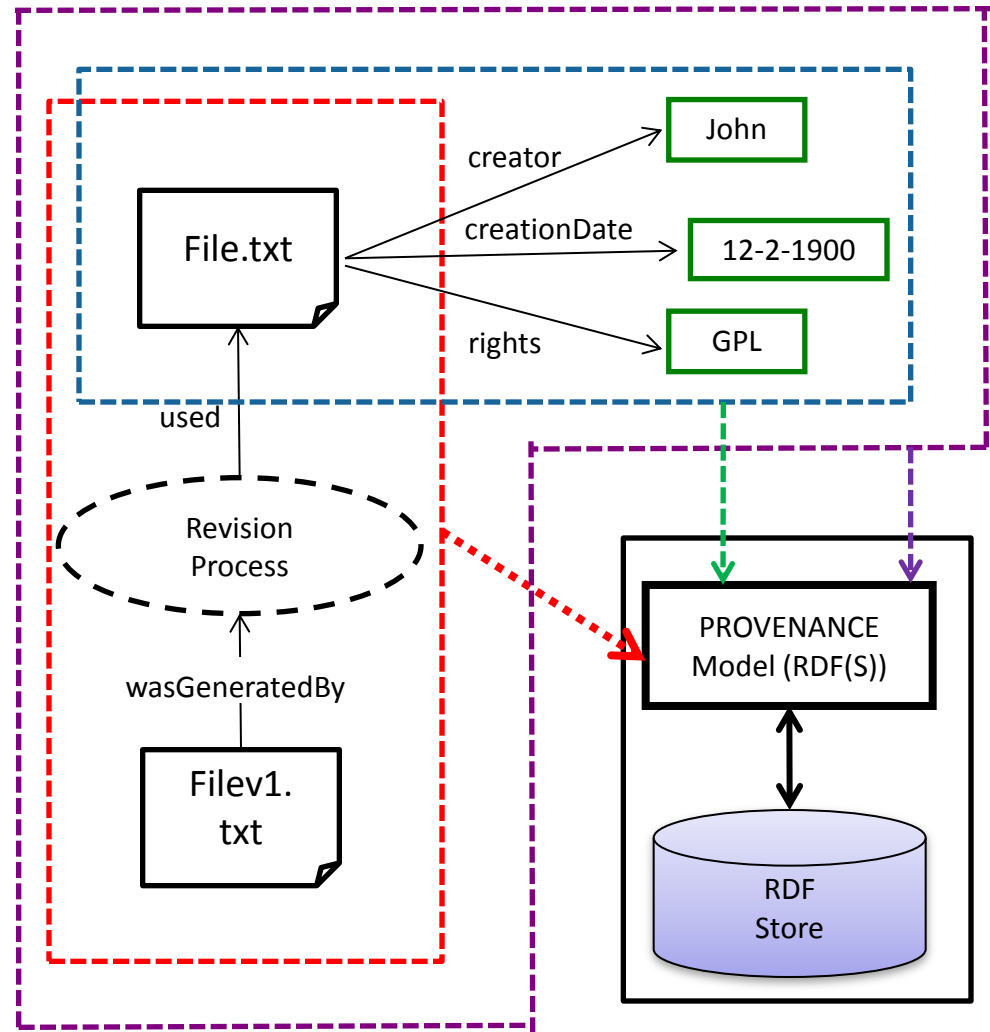 John
creator
File.txt
creationDate
12-2-1900
rights
GPL
used
Revision
Process
PROVENANCE
Model (RDF(S))
wasGeneratedBy
Filev1.
txt
RDF
Store